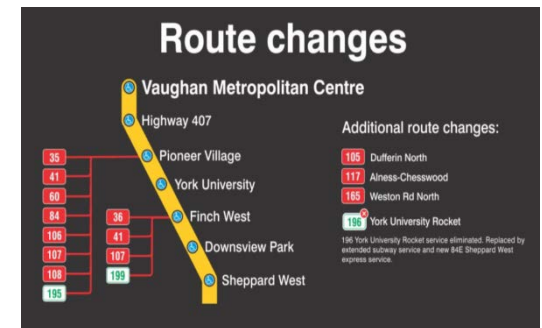 Route changes
Vaughan Metropolitan Centre
Highway 407
Pioneer Village
York University
Finch West
Downsview Park
Sheppard West
35
41
60
84
106
107
108
195
36
41
107
199
Additional route changes:
105 Dufferin North
117 Alness-Chesswood
165 Weston Rd North
196 York University Rocket
196 York University Rocket service eliminated. Replaced by
extended subway service and new 84E Sheppard West
express service.